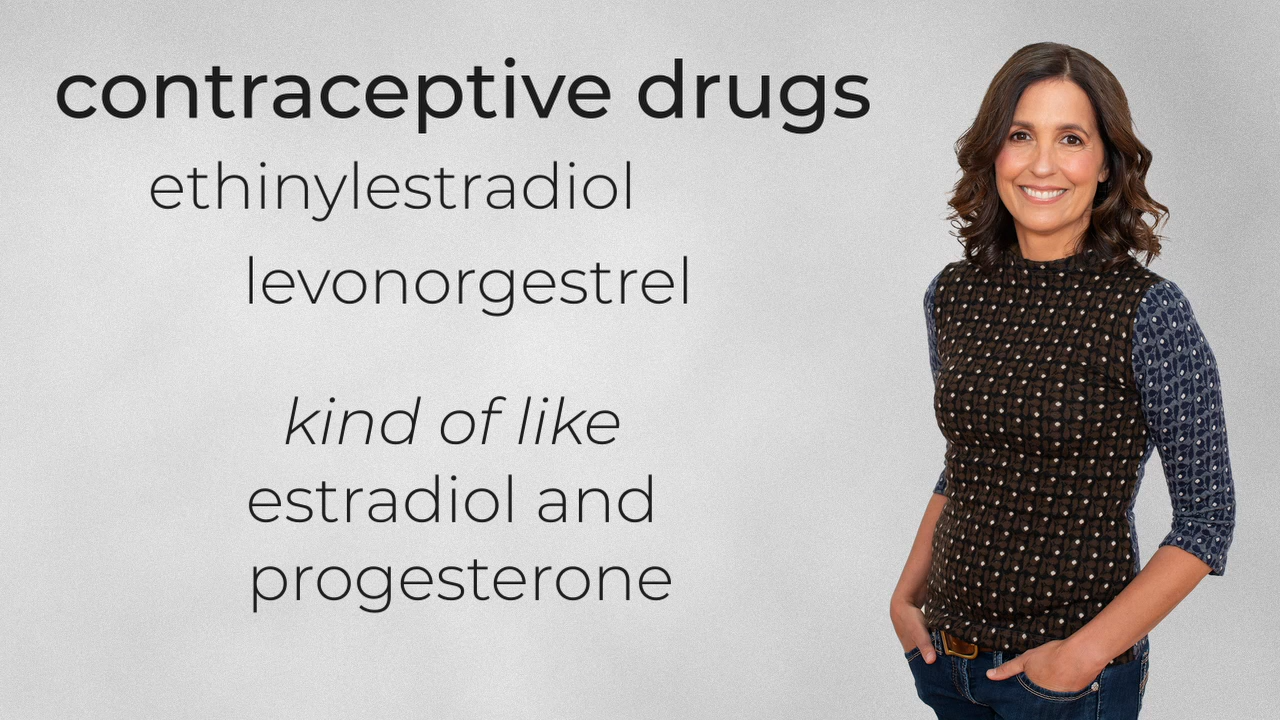 contraceptive drugs
ethinylestradiol
levonorgestrel
kind of like
estradiol and
progesterone